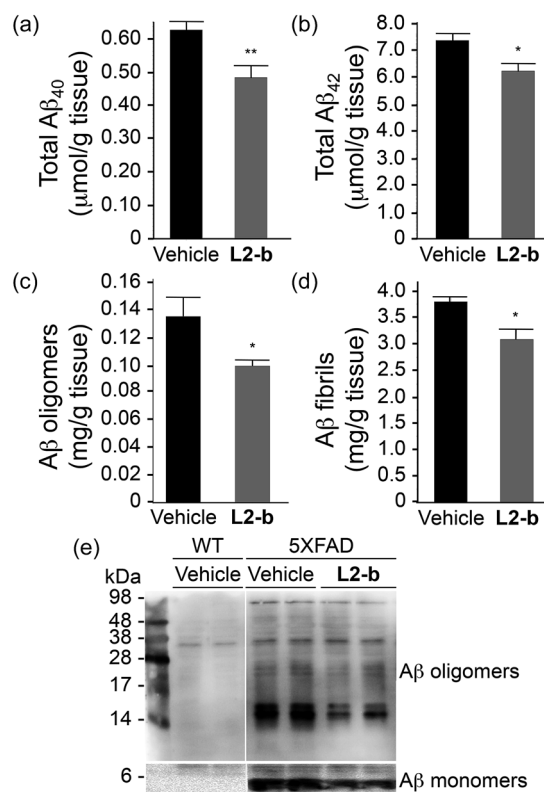 (a)
Total Aβ40
(μmol/g tissue)
0.60
0.50
0.40
0.30
0.20
0.10
0.00
**
Vehicle L2-b
(b)
Total Aβ42
(μmol/g tissue)
8.0
7.0
6.0
5.0
4.0
3.0
2.0
1.0
0.0
*
Vehicle L2-b
(c)
Aβ oligomers
(mg/g tissue)
0.16
0.14
0.12
0.10
0.08
0.06
0.04
0.02
0
*
Vehicle L2-b
(d)
Aβ fibrils
(mg/g tissue)
4.0
3.5
3.0
2.5
2.0
1.5
1.0
0.5
0.0
*
Vehicle L2-b
(e)
WT 5XFAD
kDa Vehicle Vehicle L2-b
98 -
48 -
38 -
28 -
17 -
14 -
6 -
Aβ oligomers
Aβ monomers